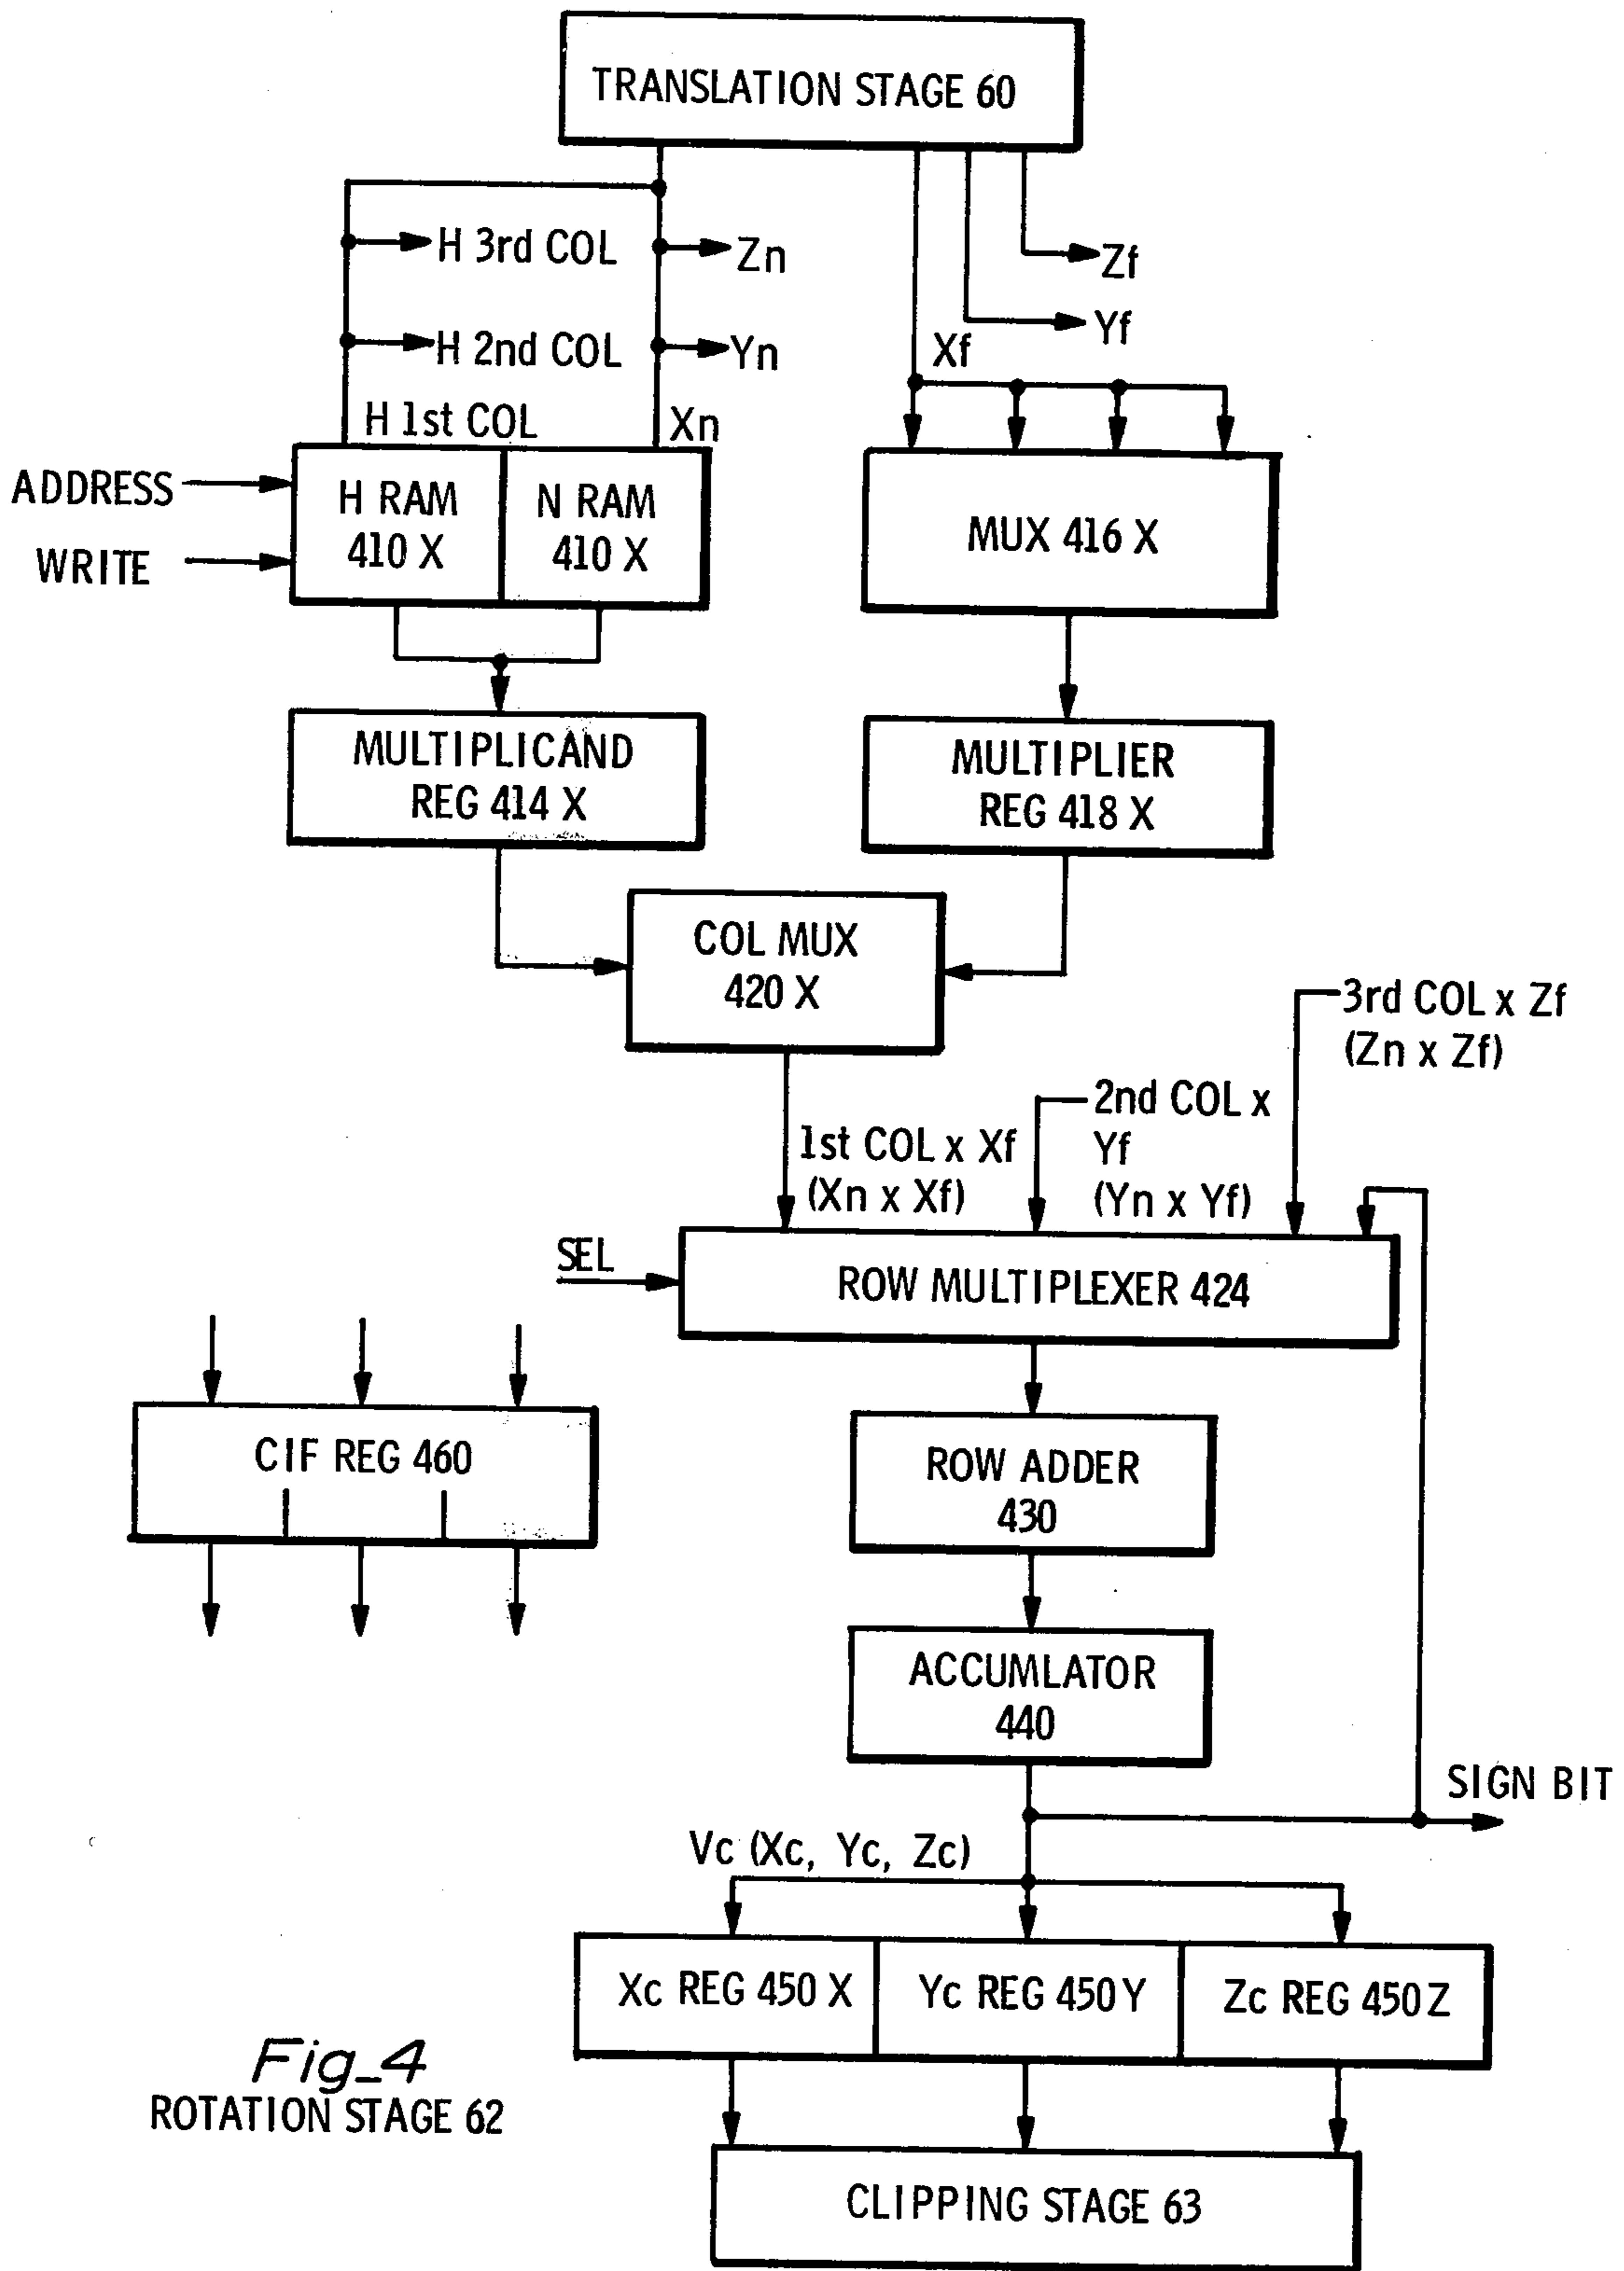 TRANSLATION STAGE 60
H 3rd COL
Zn
Zf
H 2nd COL
Yn
Yf
Xf
H 1st COL
Xn
ADDRESS
WRITE
H RAM
410 X
N RAM
410 X
MUX 416 X
MULTIPLICAND
REG 414 X
MULTIPLIER
REG 418 X
COL MUX
420 X
3rd COL x Zf
(Zn x Zf)
2nd COL x
Yf
(Yn x Yf)
1st COL x Xf
(Xn x Xf)
SEL
ROW MULTIPLEXER 424
CIF REG 460
ROW ADDER
430
ACCUMLATOR
440
SIGN BIT
Vc (Xc, Yc, Zc)
Xc REG 450 X
Yc REG 450 Y
Zc REG 450 Z
Fig_4
ROTATION STAGE 62
CLIPPING STAGE 63